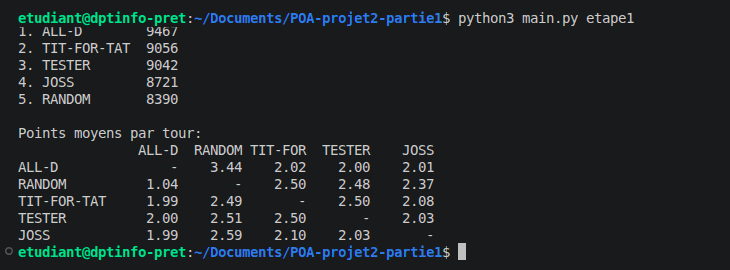 etudiant@dptinfo-pret:~/Documents/POA-projet2-partie1$ python3 main.py etape1
1. ALL-D 9467
2. TIT-FOR-TAT 9056
3. TESTER 9042
4. JOSS 8721
5. RANDOM 8390
Points moyens par tour:
ALL-D RANDOM TIT-FOR TESTER JOSS
ALL-D - 3.44 2.02 2.00 2.01
RANDOM 1.04 - 2.50 2.48 2.37
TIT-FOR-TAT 1.99 2.49 - 2.50 2.08
TESTER 2.00 2.51 2.50 - 2.03
JOSS 1.99 2.59 2.10 2.03 -
etudiant@dptinfo-pret:~/Documents/POA-projet2-partie1$